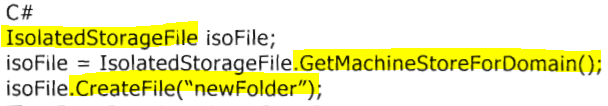 C#
IsolatedStorageFile isoFile;
isoFile = IsolatedStorageFile.GetMachineStoreForDomain();
isoFile.CreateFile(“newFolder”);